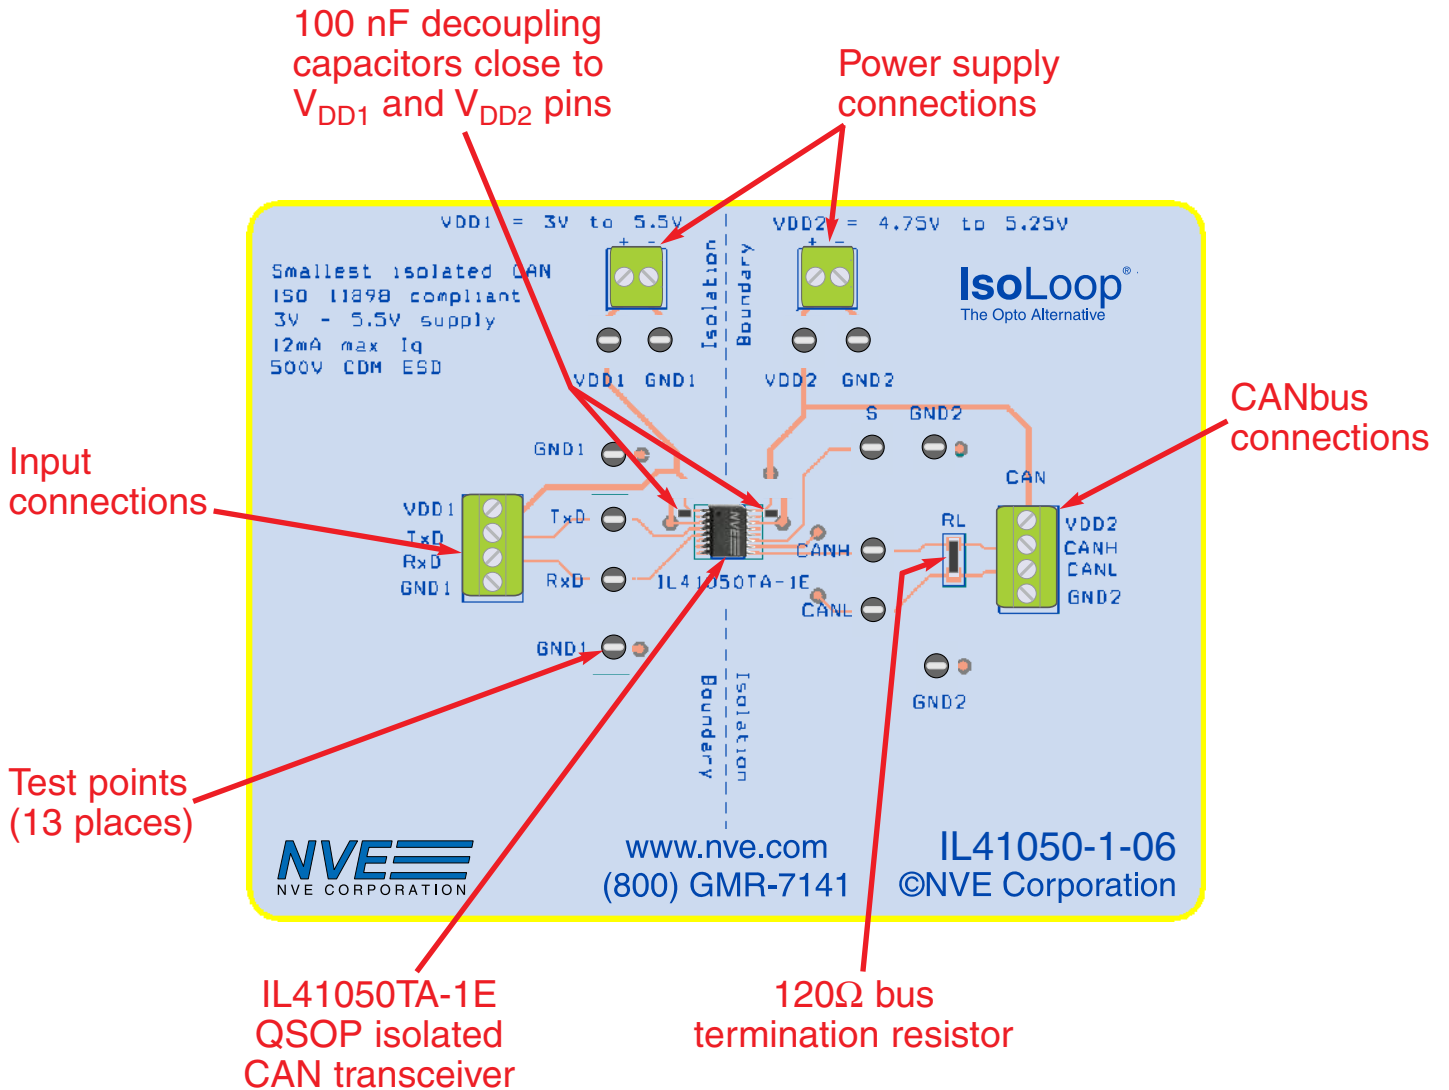 100 nF decoupling
capacitors close to
VDD1 and VDD2 pins
Power supply
connections
VDD1 = 3V to 5.5V
VDD2 = 4.75V to 5.25V
+ -
+ -
Isolation
Boundary
Smallest isolated CAN
ISO 11898 compliant
3V - 5.5V supply
12mA max Iq
500V CDM ESD
IsoLoop®
The Opto Alternative
VDD1 GND1
VDD2 GND2
CANbus
connections
S GND2
GND1
CAN
Input
connections
VDD1
TxD
RxD
GND1
TxD
RxD
NVE
IL41050TA-1E
CANH
CANL
RL
VDD2
CANH
CANL
GND2
GND1
GND2
Isolation
Boundary
Test points
(13 places)
NVE
NVE CORPORATION
www.nve.com
(800) GMR-7141
IL41050-1-06
©NVE Corporation
IL41050TA-1E
QSOP isolated
CAN transceiver
120Ω bus
termination resistor